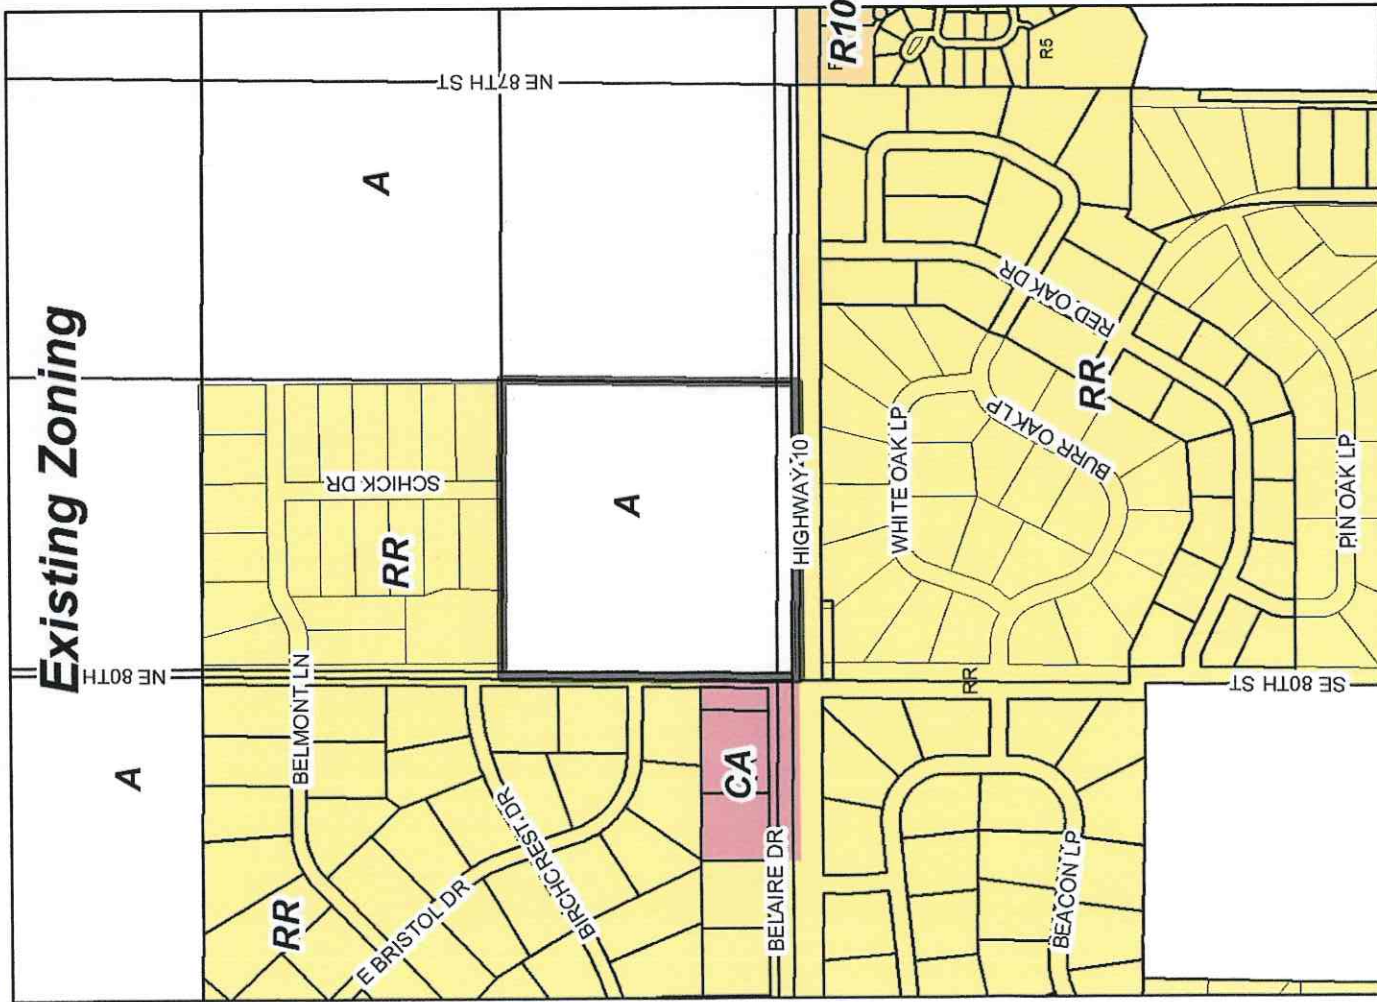 Existing Zoning
NE 87TH ST
R10
R5
A
NE 80TH
SCHICK DR
RR
A
A
BELMONT LN
HIGHWAY 10
RED OAK DR
RR
WHITE OAK LP
BURR OAK LP
PIN OAK LP
RR
SE 80TH ST
BIRCHCREST DR
CA
E BRISTOL DR
RR
BELAIRE DR
BEACON LP